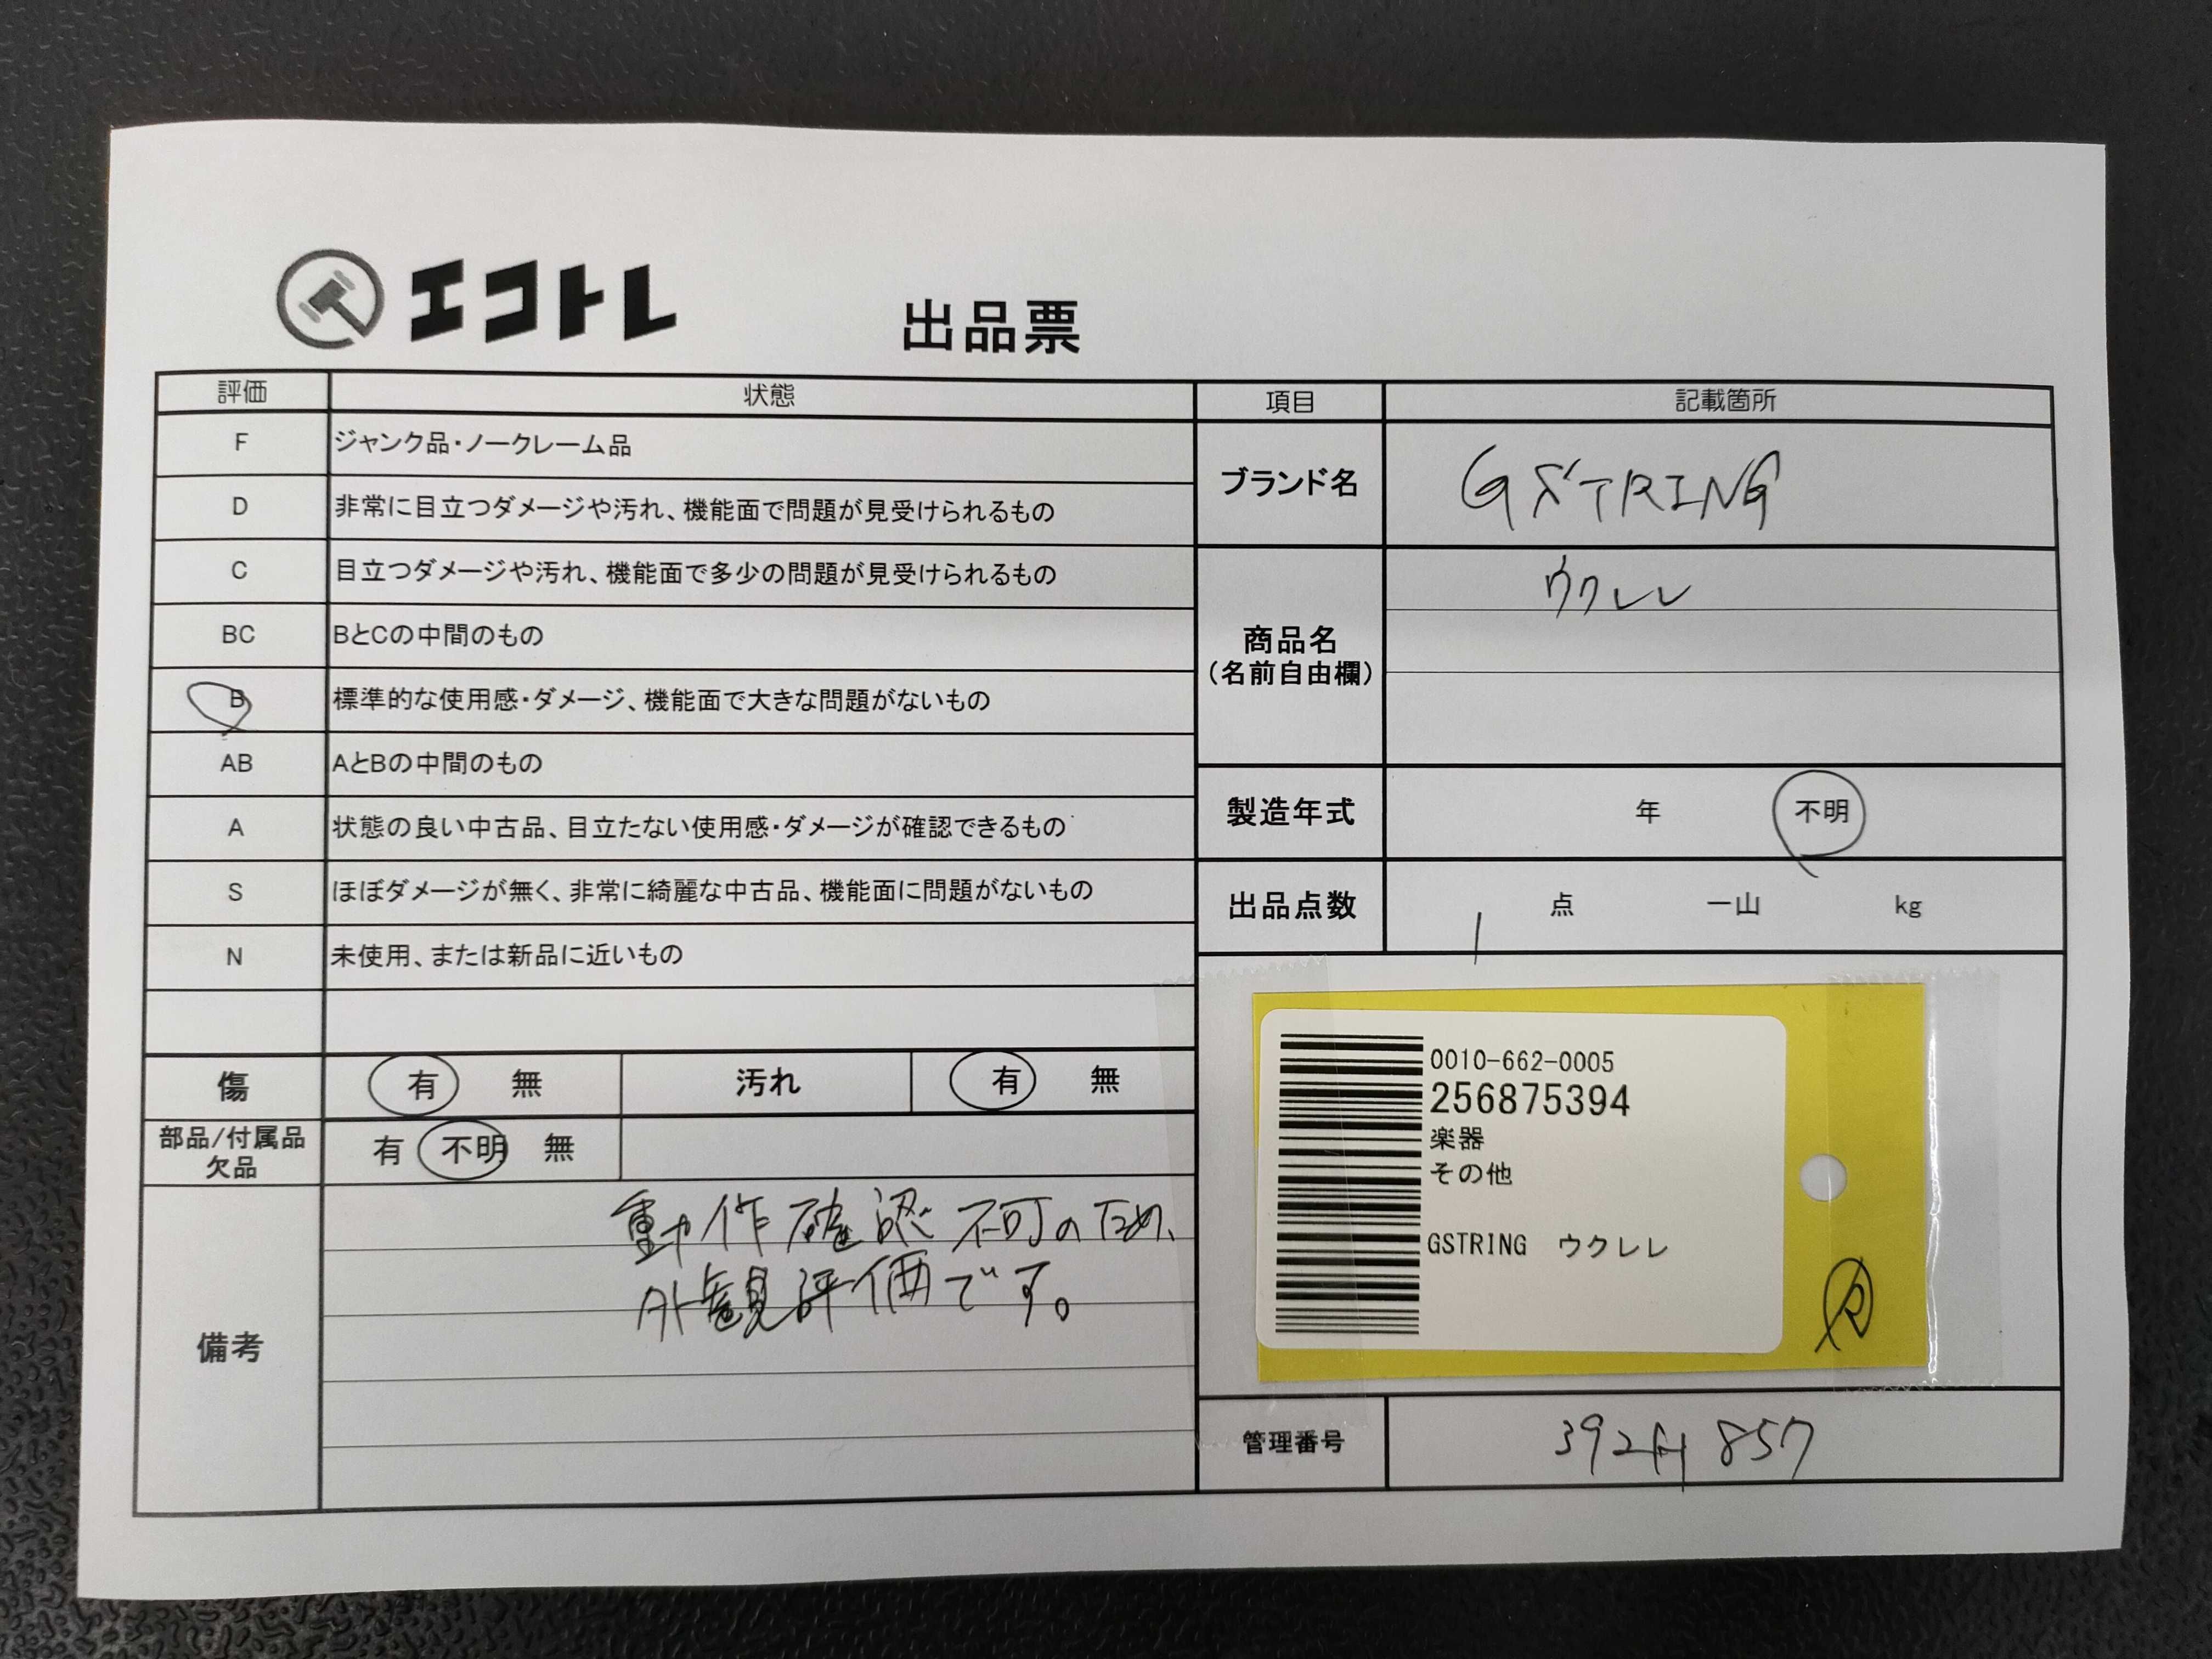 エコトレ 出品票
評価 状態
F ジャンク品・ノークレーム品
D 非常に目立つダメージや汚れ、機能面で問題が見受けられるもの
C 目立つダメージや汚れ、機能面で多少の問題が見受けられるもの
BC BとCの中間のもの
B 標準的な使用感・ダメージ、機能面で大きな問題がないもの
AB AとBの中間のもの
A 状態の良い中古品、目立たない使用感・ダメージが確認できるもの
S ほぼダメージが無く、非常に綺麗な中古品、機能面に問題がないもの
N 未使用、または新品に近いもの
傷 有 無 汚れ 有 無
部品/付属品
欠品
有 不明 無
備考
動作確認不可のため、
外観評価です。
項目 記載箇所
ブランド名 GSTRING
商品名
(名前自由欄)
ウクレレ
製造年式 年 不明
出品点数 1 点 一山 kg
0010-662-0005
256875394
楽器
その他
GSTRING ウクレレ
管理番号 392H857